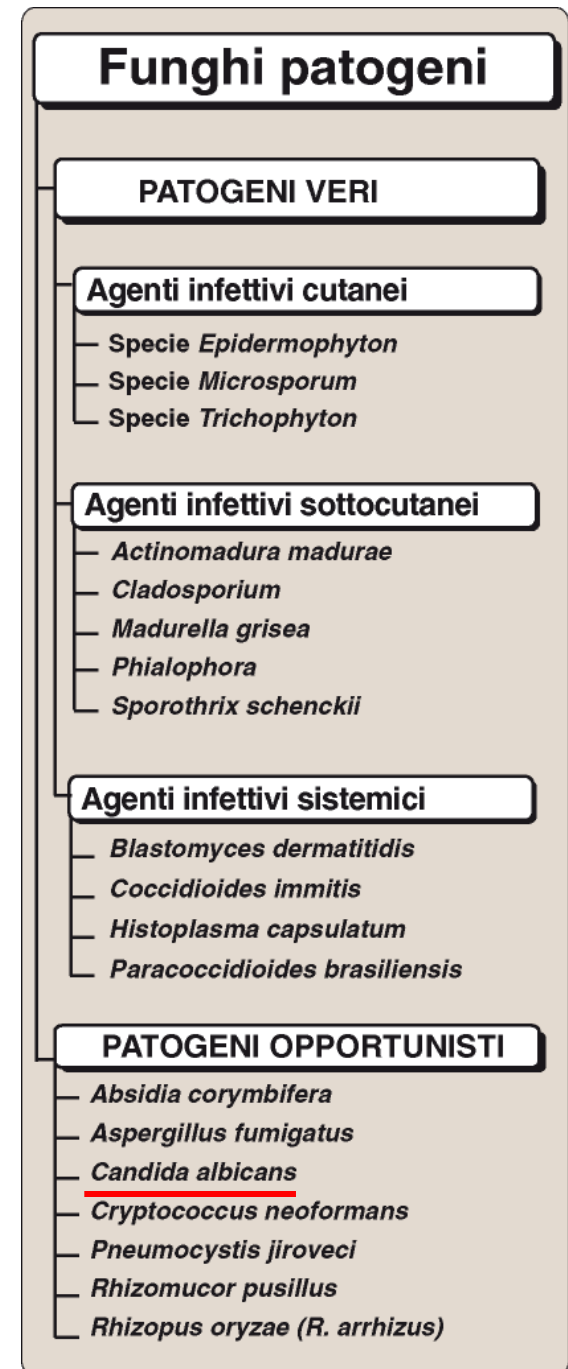 Funghi patogeni
PATOGENI VERI
Agenti infettivi cutanei
Specie Epidermophyton
Specie Microsporum
Specie Trichophyton
Agenti infettivi sottocutanei
Actinomadura madurae
Cladosporium
Madurella grisea
Phialophora
Sporothrix schenckii
Agenti infettivi sistemici
Blastomyces dermatitidis
Coccidioides immitis
Histoplasma capsulatum
Paracoccidioides brasiliensis
PATOGENI OPPORTUNISTI
Absidia corymbifera
Aspergillus fumigatus
Candida albicans
Cryptococcus neoformans
Pneumocystis jiroveci
Rhizomucor pusillus
Rhizopus oryzae (R. arrhizus)